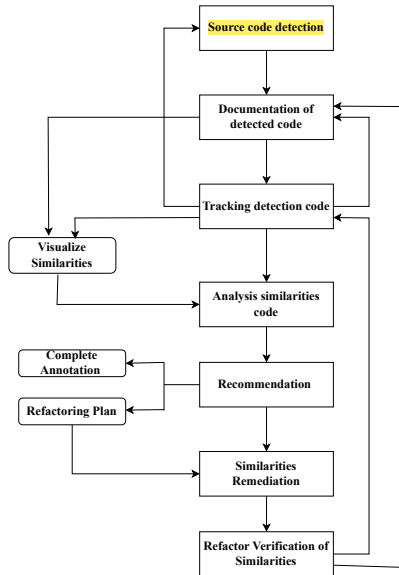 Source code detection
Documentation of
detected code
Tracking detection code
Visualize
Similarities
Analysis similarities
code
Complete
Annotation
Recommendation
Refactoring Plan
Similarities
Remediation
Refactor Verification of
Similarities